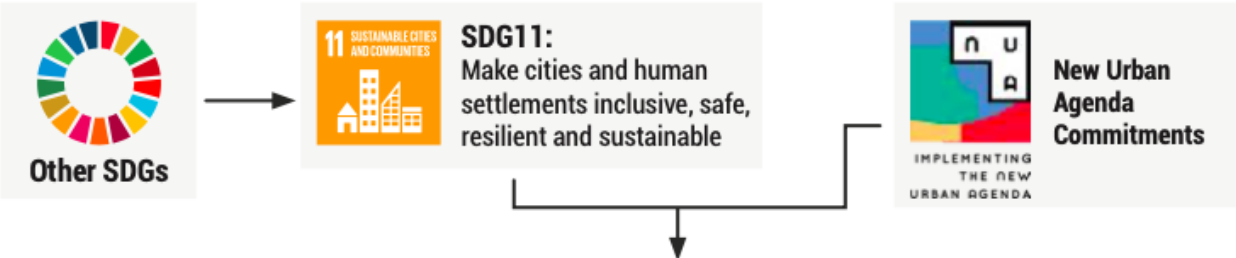 Other SDGs
11 SUSTAINABLE CITIES
AND COMMUNITIES
SDG11:
Make cities and human
settlements inclusive, safe,
resilient and sustainable
N U
A
IMPLEMENTING
THE NEW
URBAN AGENDA
New Urban
Agenda
Commitments